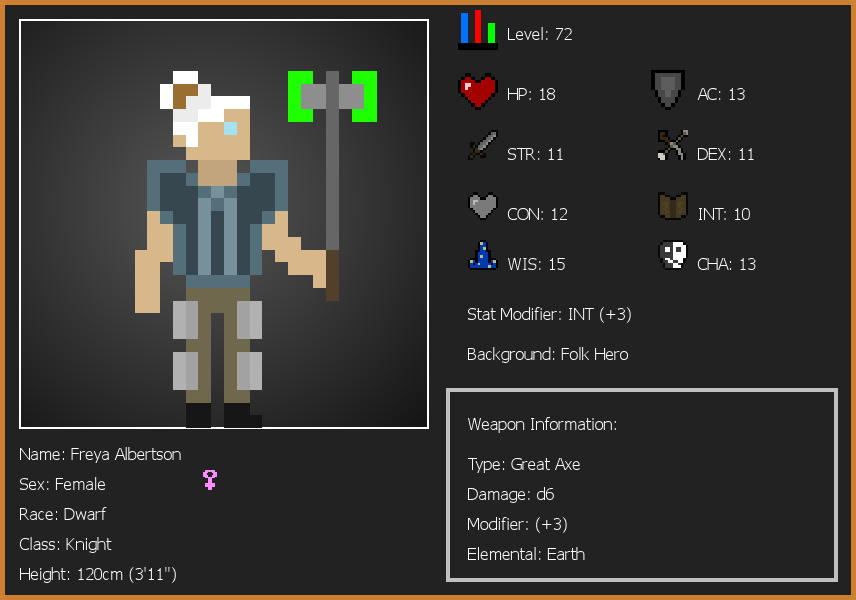 Level: 72
HP: 18
AC: 13
STR: 11
DEX: 11
CON: 12
INT: 10
WIS: 15
CHA: 13
Stat Modifier: INT (+3)
Background: Folk Hero
Weapon Information:
Type: Great Axe
Damage: d6
Modifier: (+3)
Elemental: Earth
Name: Freya Albertson
Sex: Female
Race: Dwarf
Class: Knight
Height: 120cm (3'11")